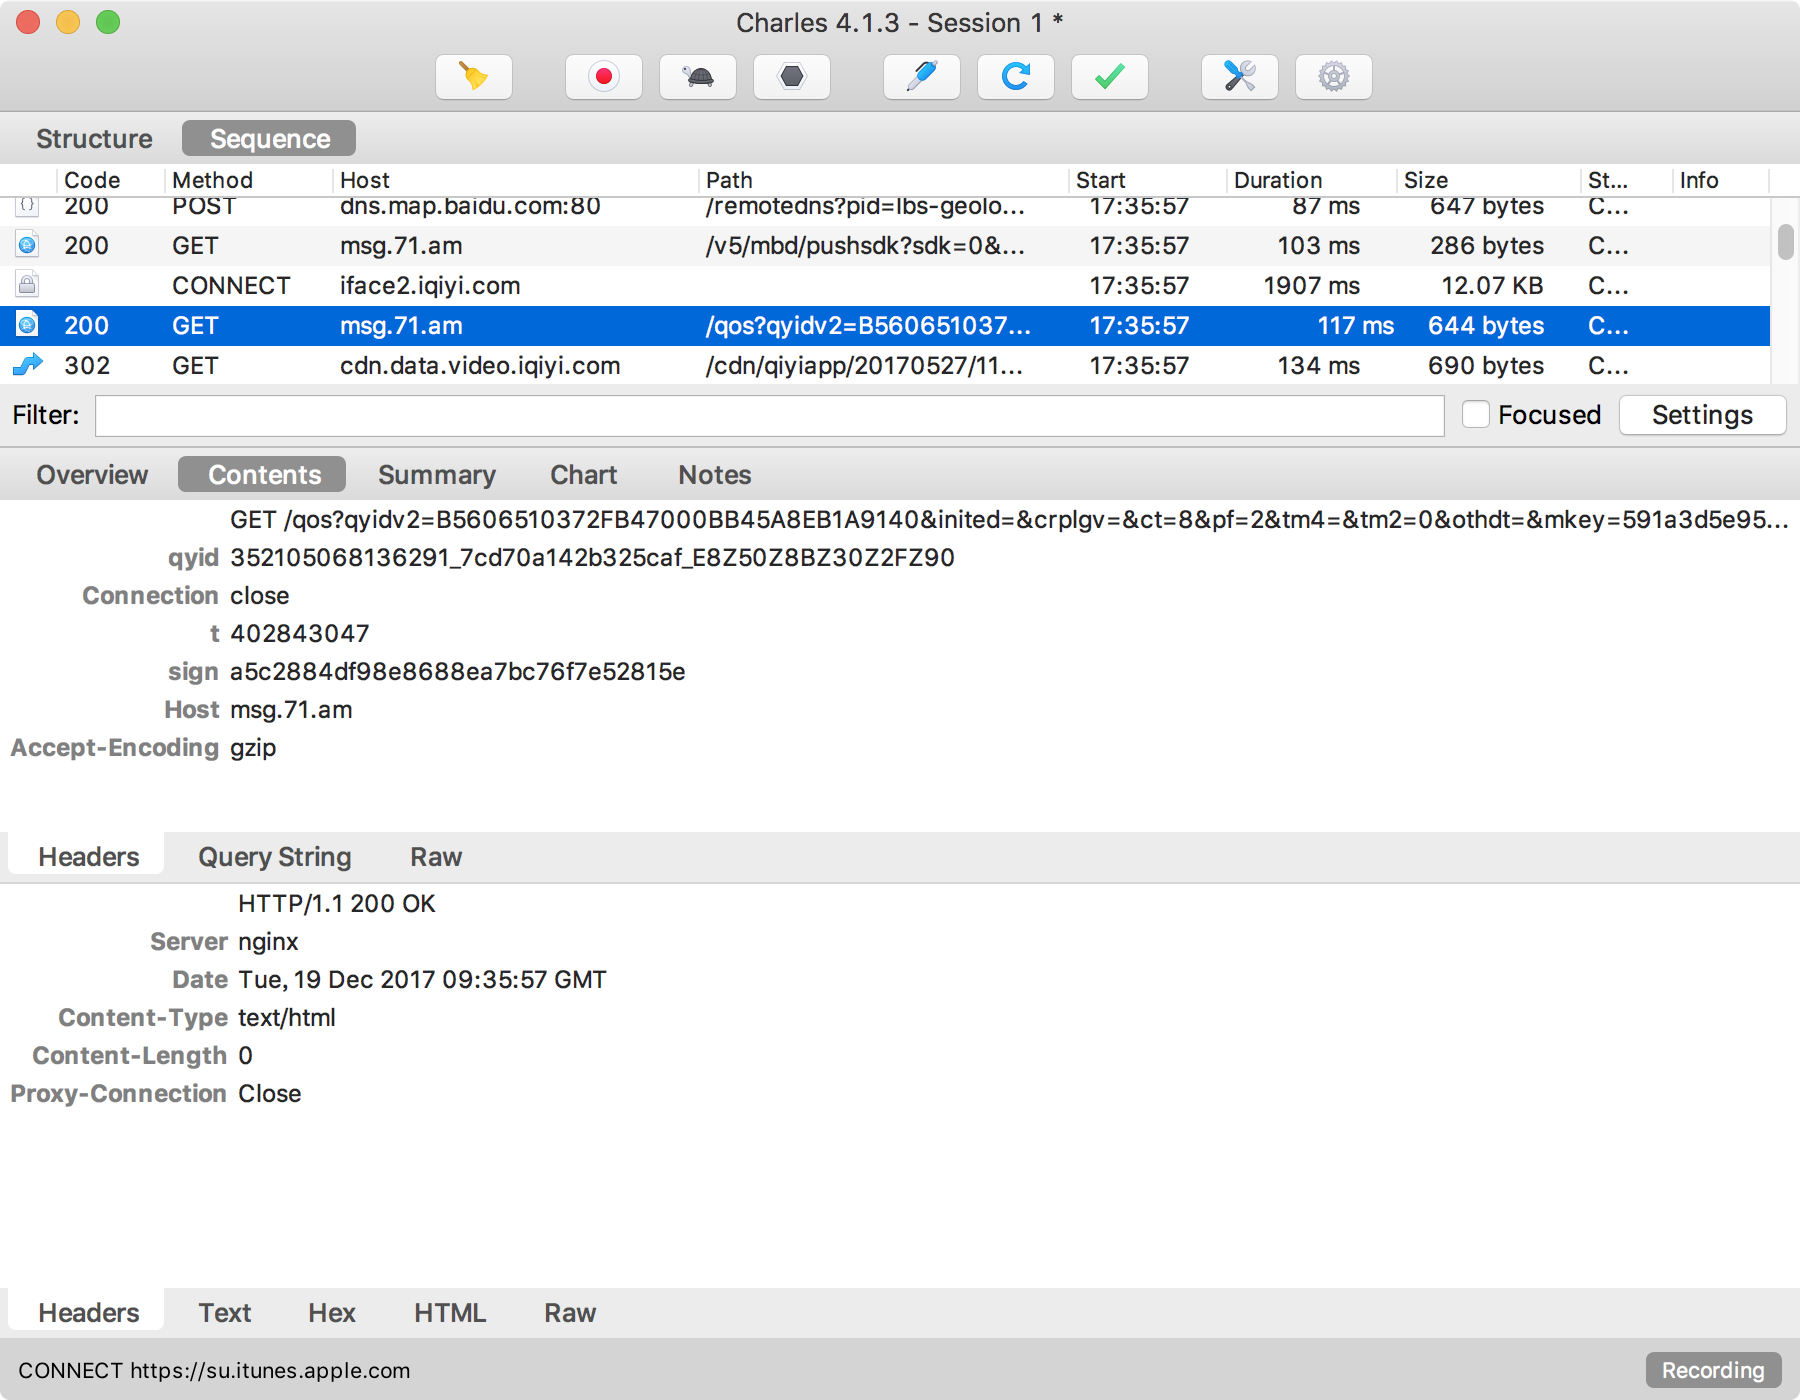 Charles 4.1.3 - Session 1 *
Structure Sequence
Code Method Host Path Start Duration Size St... Info
200 POST dns.map.baidu.com:80 /remotedns?pid=lbs-geolo... 17:35:57 87 ms 647 bytes C...
200 GET msg.71.am /v5/mbd/pushsdk?sdk=0&... 17:35:57 103 ms 286 bytes C...
CONNECT iface2.iqiyi.com 17:35:57 1907 ms 12.07 KB C...
200 GET msg.71.am /qos?qyidv2=B560651037... 17:35:57 117 ms 644 bytes C...
302 GET cdn.data.video.iqiyi.com /cdn/qiyiapp/20170527/11... 17:35:57 134 ms 690 bytes C...
Filter: Focused Settings
Overview Contents Summary Chart Notes
GET /qos?qyidv2=B5606510372FB47000BB45A8EB1A9140&inited=&crplgv=&ct=8&pf=2&tm4=&tm2=0&othdt=&mkey=591a3d5e95...
qyid 352105068136291_7cd70a142b325caf_E8Z50Z8BZ30Z2FZ90
Connection close
t 402843047
sign a5c2884df98e8688ea7bc76f7e52815e
Host msg.71.am
Accept-Encoding gzip
Headers Query String Raw
HTTP/1.1 200 OK
Server nginx
Date Tue, 19 Dec 2017 09:35:57 GMT
Content-Type text/html
Content-Length 0
Proxy-Connection Close
Headers Text Hex HTML Raw
CONNECT https://su.itunes.apple.com Recording